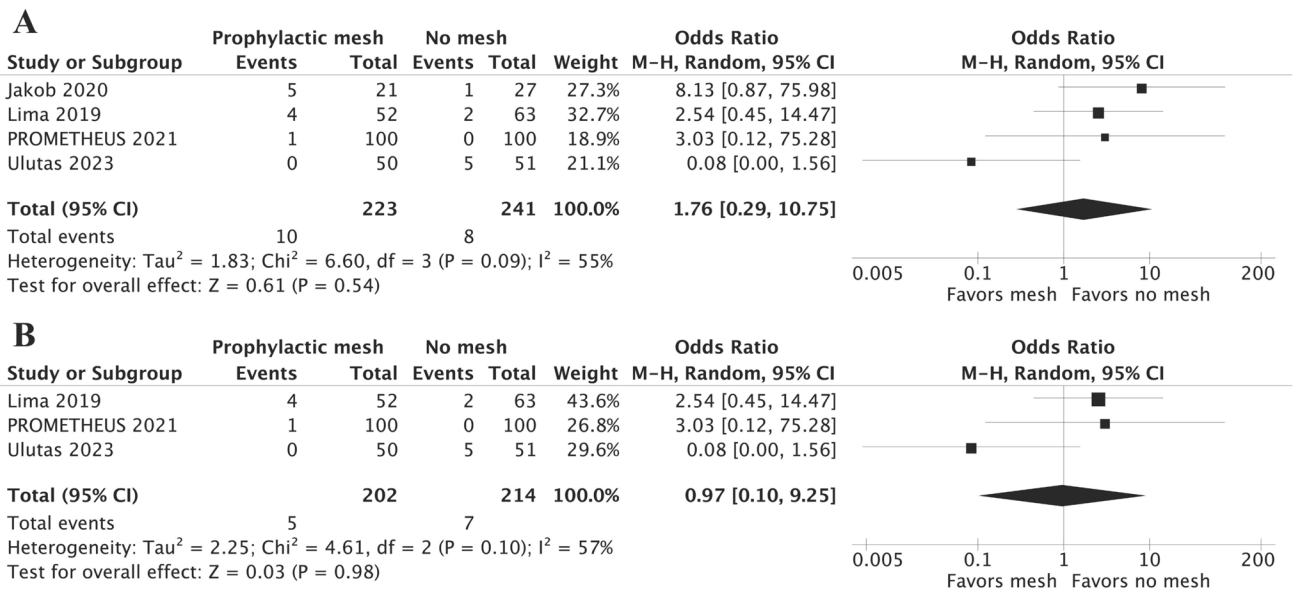 A
Prophylactic mesh No mesh Odds Ratio Odds Ratio
Study or Subgroup Events Total Events Total Weight M-H, Random, 95% CI M-H, Random, 95% CI
Jakob 2020 5 21 1 27 27.3% 8.13 [0.87, 75.98]
Lima 2019 4 52 2 63 32.7% 2.54 [0.45, 14.47]
PROMETHEUS 2021 1 100 0 100 18.9% 3.03 [0.12, 75.28]
Ulutas 2023 0 50 5 51 21.1% 0.08 [0.00, 1.56]
Total (95% CI) 223 241 100.0% 1.76 [0.29, 10.75]
Total events 10 8
Heterogeneity: Tau² = 1.83; Chi² = 6.60, df = 3 (P = 0.09); I² = 55%
Test for overall effect: Z = 0.61 (P = 0.54)
0.005 0.1 1 10 200
Favors mesh Favors no mesh
B
Prophylactic mesh No mesh Odds Ratio Odds Ratio
Study or Subgroup Events Total Events Total Weight M-H, Random, 95% CI M-H, Random, 95% CI
Lima 2019 4 52 2 63 43.6% 2.54 [0.45, 14.47]
PROMETHEUS 2021 1 100 0 100 26.8% 3.03 [0.12, 75.28]
Ulutas 2023 0 50 5 51 29.6% 0.08 [0.00, 1.56]
Total (95% CI) 202 214 100.0% 0.97 [0.10, 9.25]
Total events 5 7
Heterogeneity: Tau² = 2.25; Chi² = 4.61, df = 2 (P = 0.10); I² = 57%
Test for overall effect: Z = 0.03 (P = 0.98)
0.005 0.1 1 10 200
Favors mesh Favors no mesh